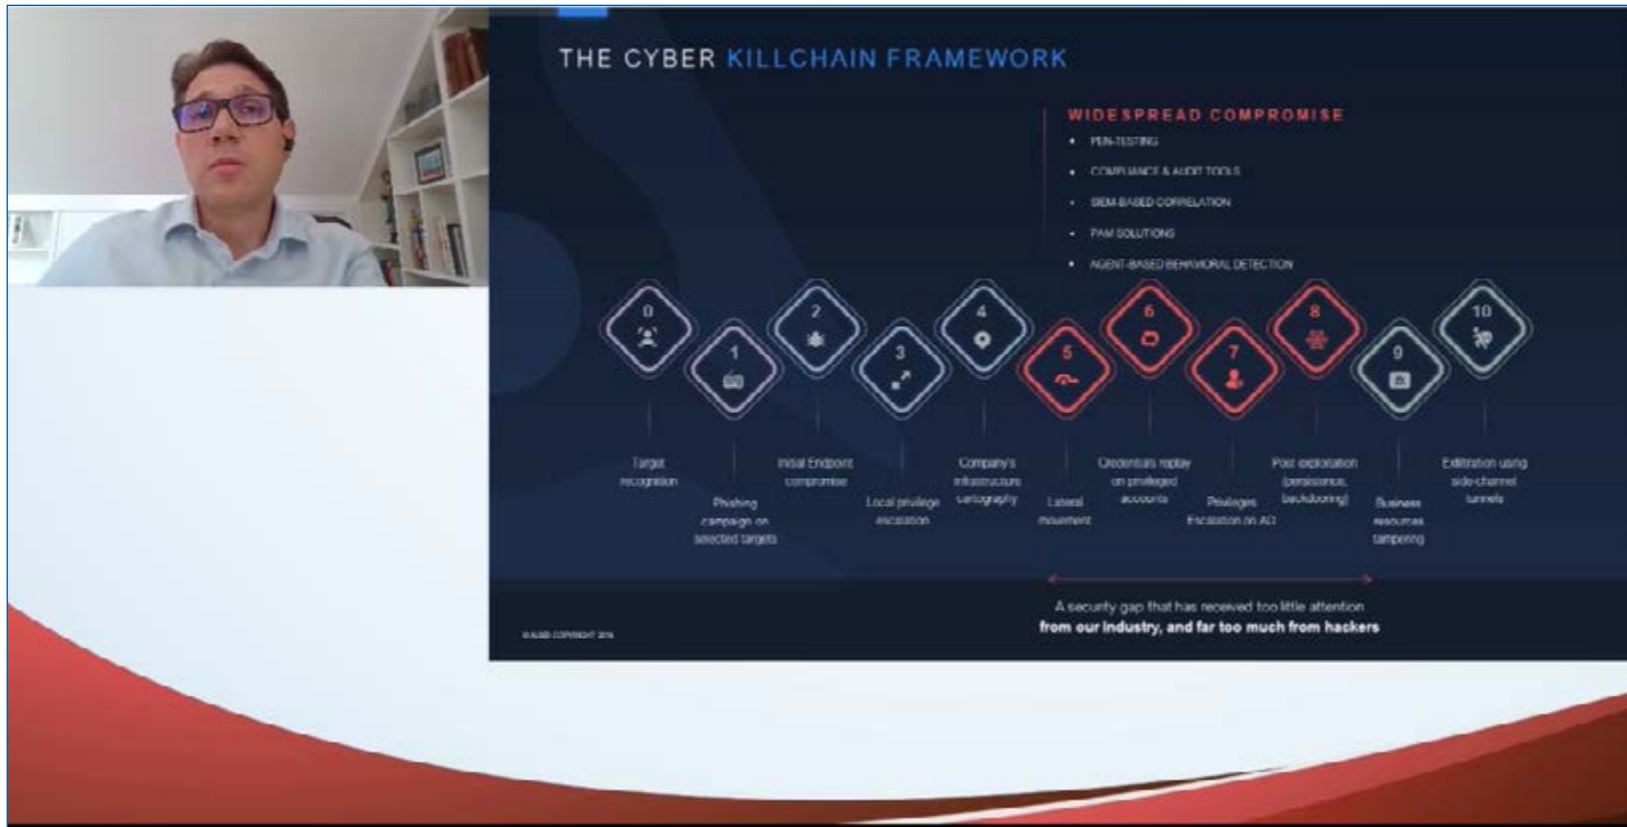 THE CYBER KILLCHAIN FRAMEWORK
WIDESPREAD COMPROMISE
• PEN-TESTING
• COMPLIANCE & AUDIT TOOLS
• SIEM-BASED CORRELATION
• PAM SOLUTIONS
• AGENT-BASED BEHAVIORAL DETECTION
0
1
2
3
4
5
6
7
8
9
10
Target
recognition
Phishing
campaign on
selected targets
Initial Endpoint
compromise
Local privilege
escalation
Company's
infrastructure
cartography
Lateral
movement
Credentials replay
on privileged
accounts
Privileges
Escalation on AD
Post exploitation
(persistence,
backdooring)
Business
resources
tampering
Exfiltration using
side-channel
tunnels
A security gap that has received too little attention
from our industry, and far too much from hackers
COPYRIGHT